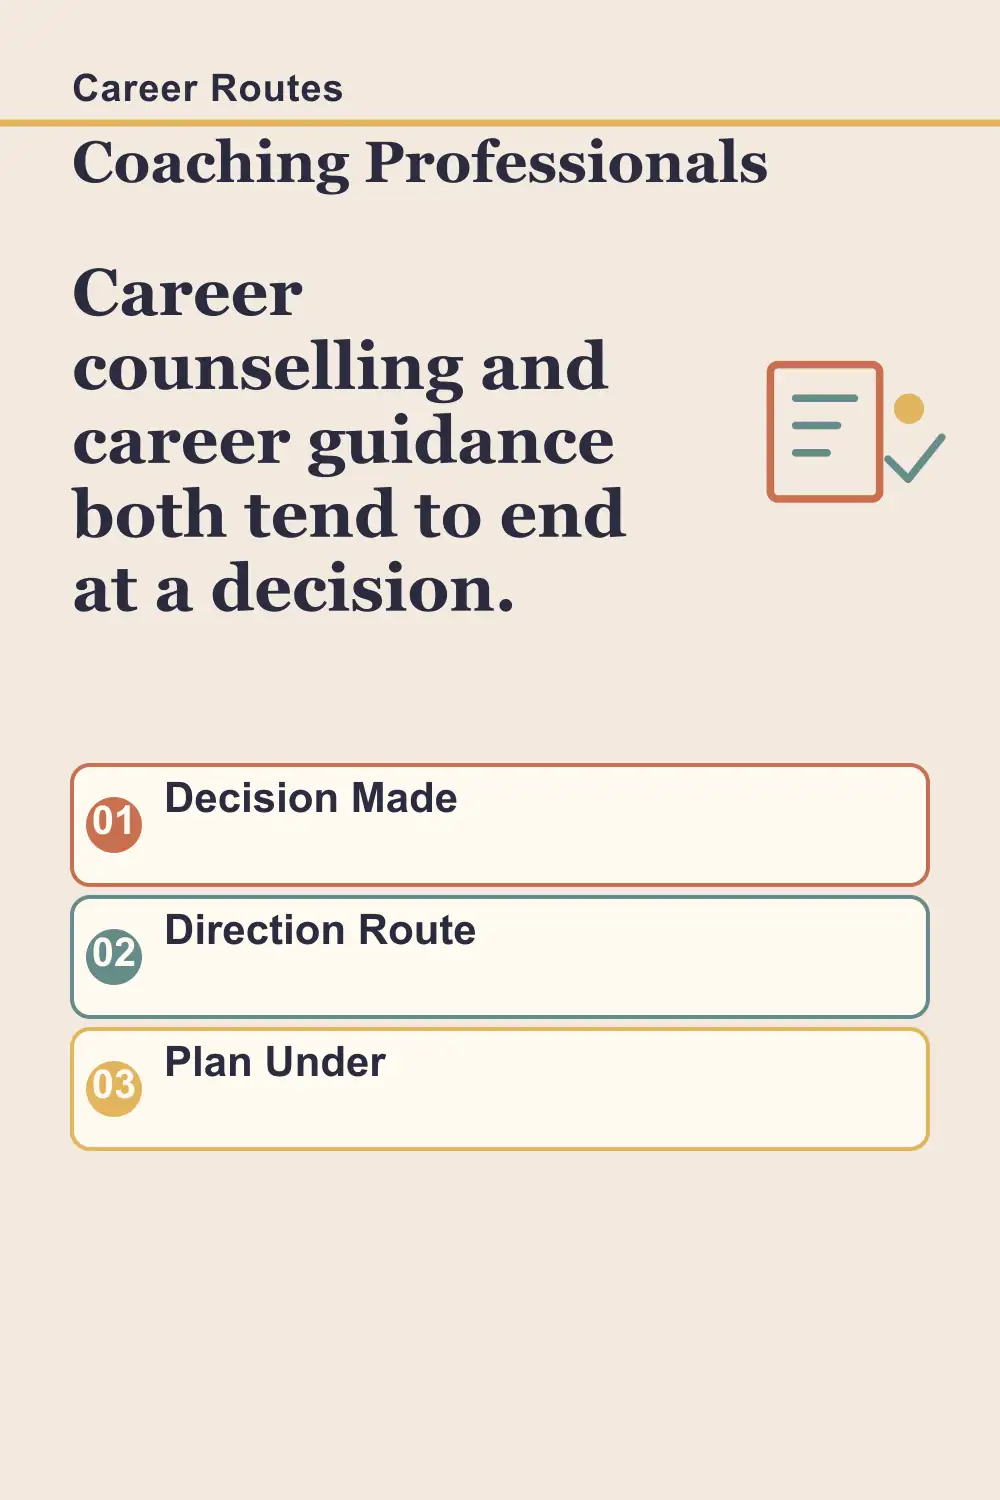 Career Routes
Coaching Professionals
Career
counselling and
career guidance
both tend to end
at a decision.
01 Decision Made
02 Direction Route
03 Plan Under